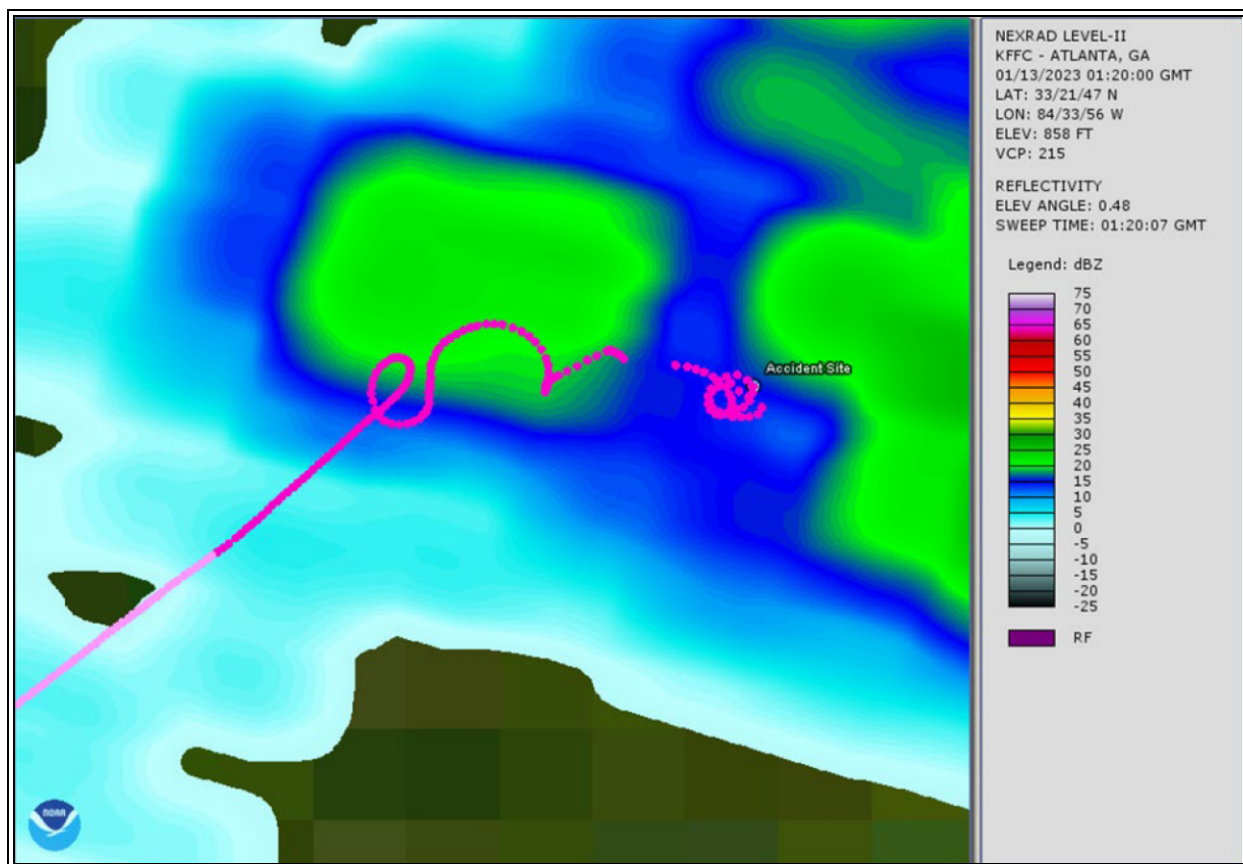 NEXRAD LEVEL-II
KFFC - ATLANTA, GA
01/13/2023 01:20:00 GMT
LAT: 33/21/47 N
LON: 84/33/56 W
ELEV: 858 FT
VCP: 215
REFLECTIVITY
ELEV ANGLE: 0.48
SWEEP TIME: 01:20:07 GMT
Legend: dBZ
75
70
65
60
55
50
45
40
35
30
25
20
15
10
5
0
-5
-10
-15
-20
-25
RF
Accident Site
NOAA